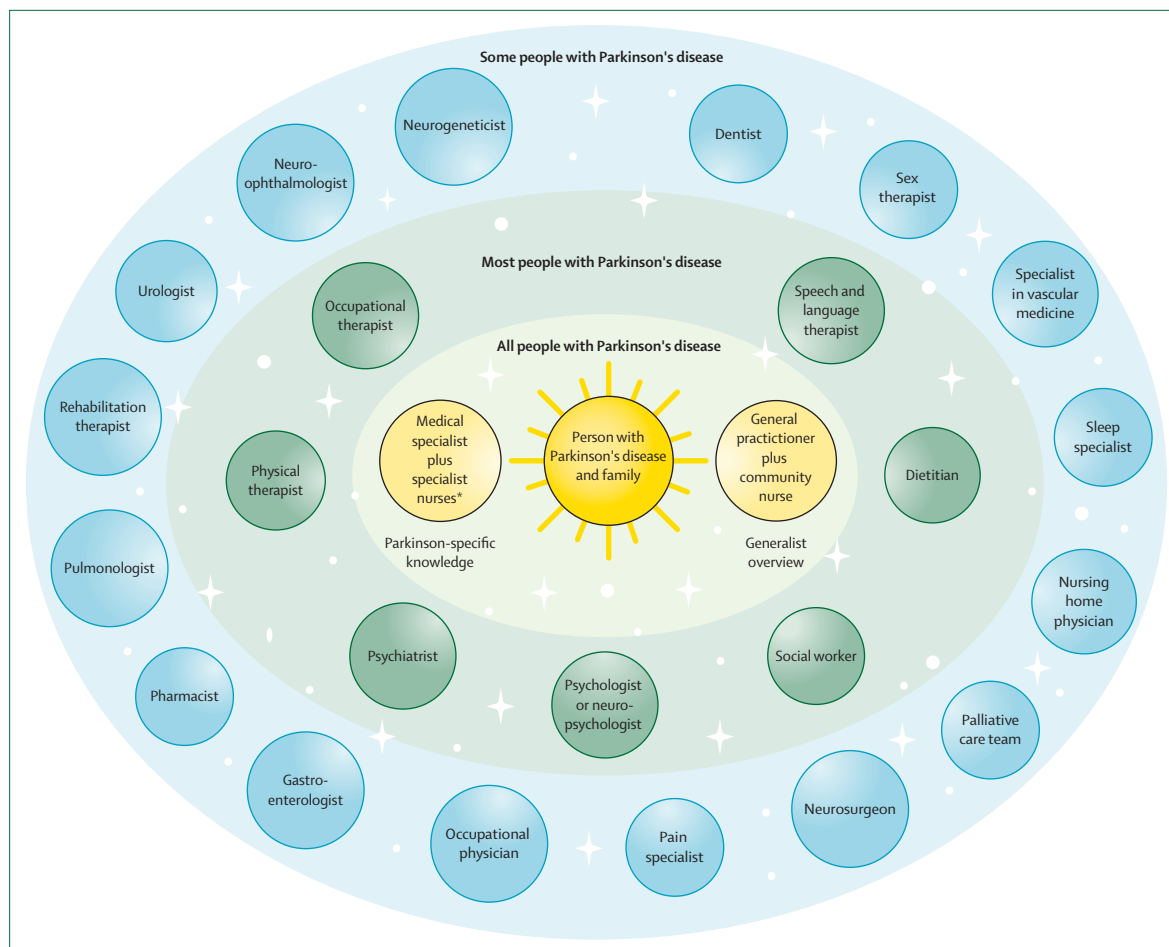 Some people with Parkinson's disease
Neurogeneticist
Dentist
Neuro-
ophthalmologist
Sex
therapist
Urologist
Specialist
in vascular
medicine
Rehabilitation
therapist
Sleep
specialist
Pulmonologist
Nursing
home
physician
Pharmacist
Palliative
care team
Gastro-
enterologist
Neurosurgeon
Occupational
physician
Pain
specialist
Most people with Parkinson's disease
Occupational
therapist
Speech and
language
therapist
Physical
therapist
Dietitian
Psychiatrist
Social worker
Psychologist
or neuro-
psychologist
All people with Parkinson's disease
Medical
specialist
plus
specialist
nurses*
Parkinson-specific
knowledge
Person with
Parkinson's disease
and family
General
practitioner
plus
community
nurse
Generalist
overview